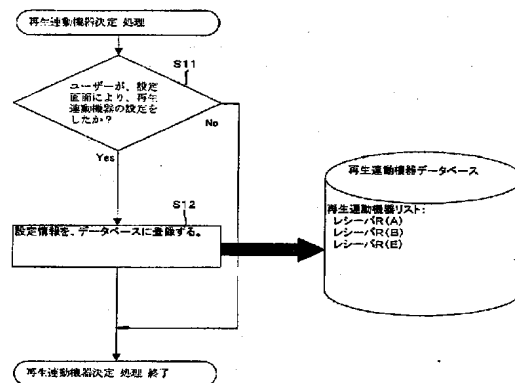 再生連動機器決定 処理
S11
ユーザーが、設定
画面により、再生
連動機器の設定を
したか？
No
Yes
S12
設定情報を、データベースに登録する。
再生連動機器データベース
再生連動機器リスト：
レシーバR(A)
レシーバR(B)
レシーバR(E)
再生連動機器決定 処理 終了